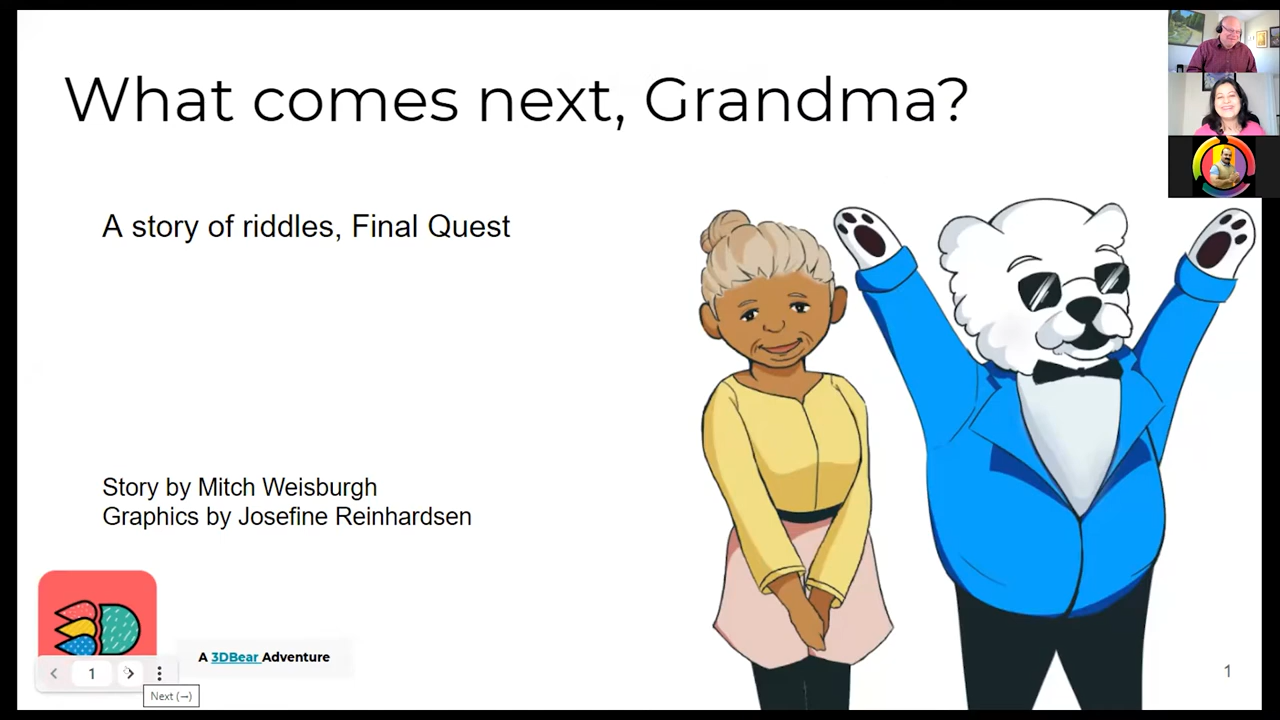 What comes next, Grandma?
A story of riddles, Final Quest
Story by Mitch Weisburgh
Graphics by Josefine Reinhardsen
A 3DBear Adventure
1
1
Next (→)